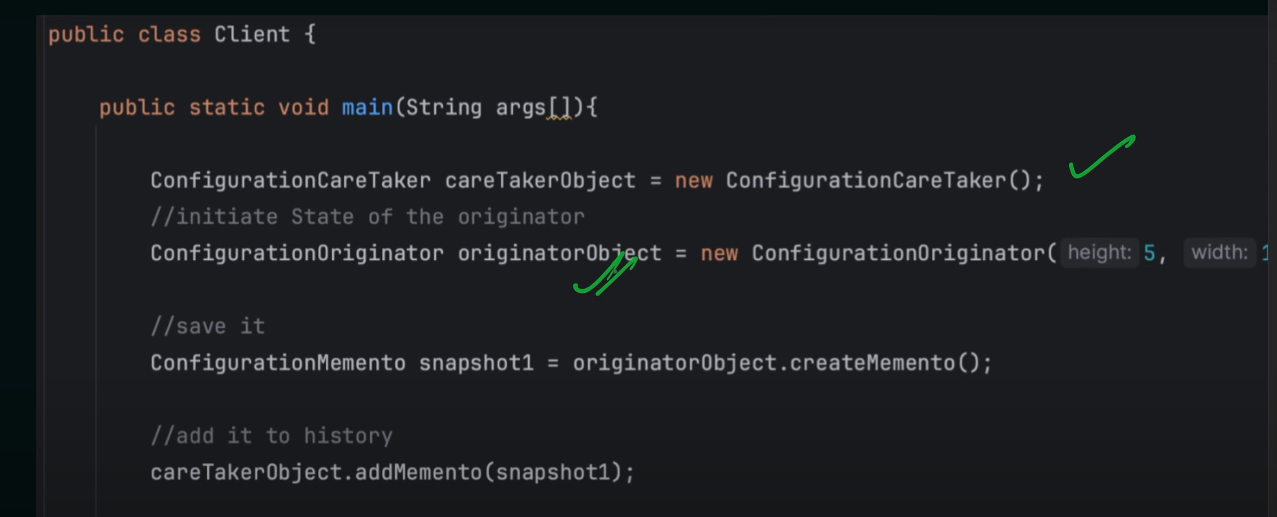 public class Client {
public static void main(String args[]){
ConfigurationCareTaker careTakerObject = new ConfigurationCareTaker();
//initiate State of the originator
ConfigurationOriginator originatorObject = new ConfigurationOriginator( height: 5, width:
//save it
ConfigurationMemento snapshot1 = originatorObject.createMemento();
//add it to history
careTakerObject.addMemento(snapshot1);